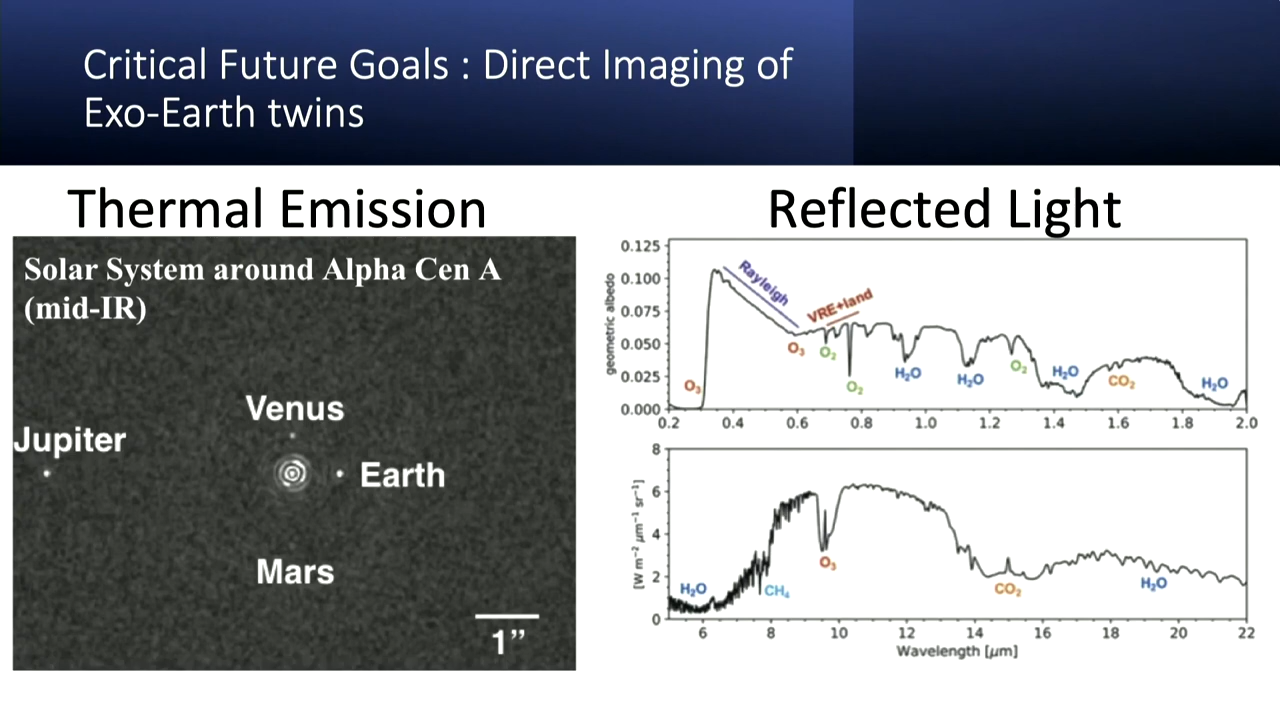 Critical Future Goals : Direct Imaging of
Exo-Earth twins
Thermal Emission
Solar System around Alpha Cen A
(mid-IR)
Venus
Jupiter
Earth
Mars
1”
Reflected Light
geometric albedo
0.125
0.100
0.075
0.050
0.025
0.000
Rayleigh
VRE+land
O₃
O₃
O₂
O₂
H₂O
H₂O
O₂
H₂O
CO₂
H₂O
0.2 0.4 0.6 0.8 1.0 1.2 1.4 1.6 1.8 2.0
[W m⁻² μm⁻¹ sr⁻¹]
8
6
4
2
0
H₂O
CH₄
O₃
CO₂
H₂O
6 8 10 12 14 16 18 20 22
Wavelength [μm]